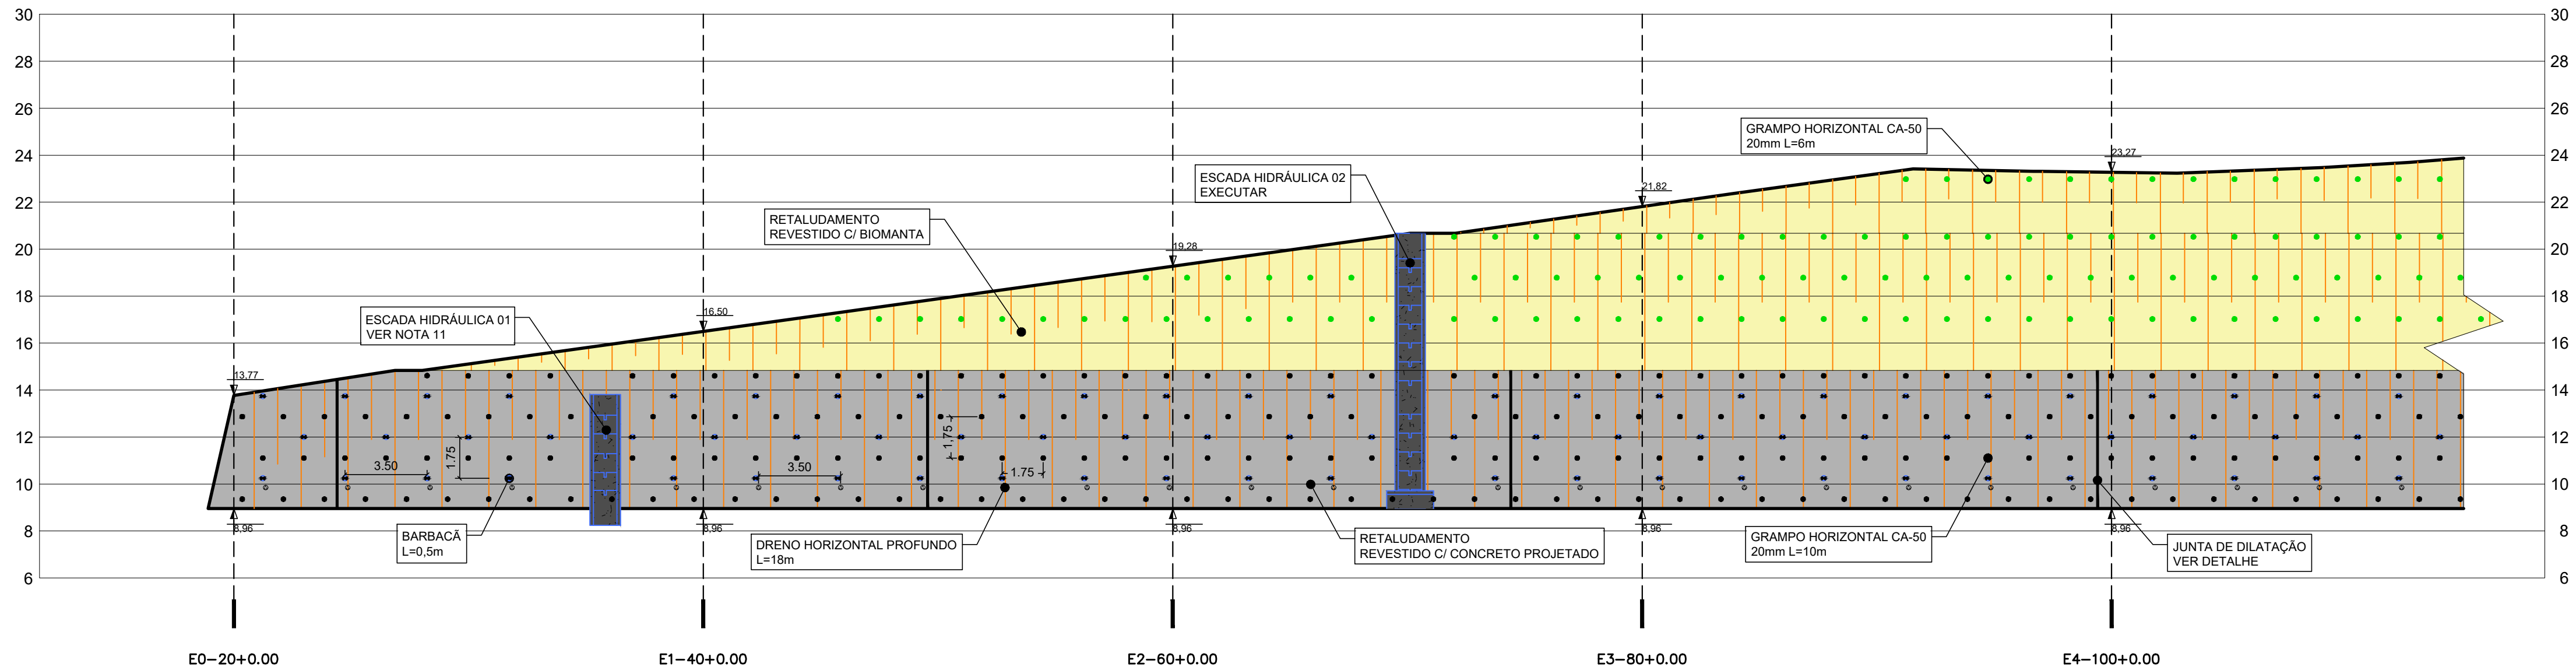 30 30
28 28
26 26
24 24
22 22
20 20
18 18
16 16
14 14
12 12
10 10
8 8
6 6
GRAMPO HORIZONTAL CA-50
20mm L=6m
23.27
ESCADA HIDRÁULICA 02
EXECUTAR
21.82
RETALUDAMENTO
REVESTIDO C/ BIOMANTA
19.28
ESCADA HIDRÁULICA 01
VER NOTA 11
16.50
13.77
3.50
1.75
3.50
1,75
1.75
8,96
8,96
8,96
8,96
8,96
BARBACÃ
L=0,5m
DRENO HORIZONTAL PROFUNDO
L=18m
RETALUDAMENTO
REVESTIDO C/ CONCRETO PROJETADO
GRAMPO HORIZONTAL CA-50
20mm L=10m
JUNTA DE DILATAÇÃO
VER DETALHE
E0-20+0.00
E1-40+0.00
E2-60+0.00
E3-80+0.00
E4-100+0.00